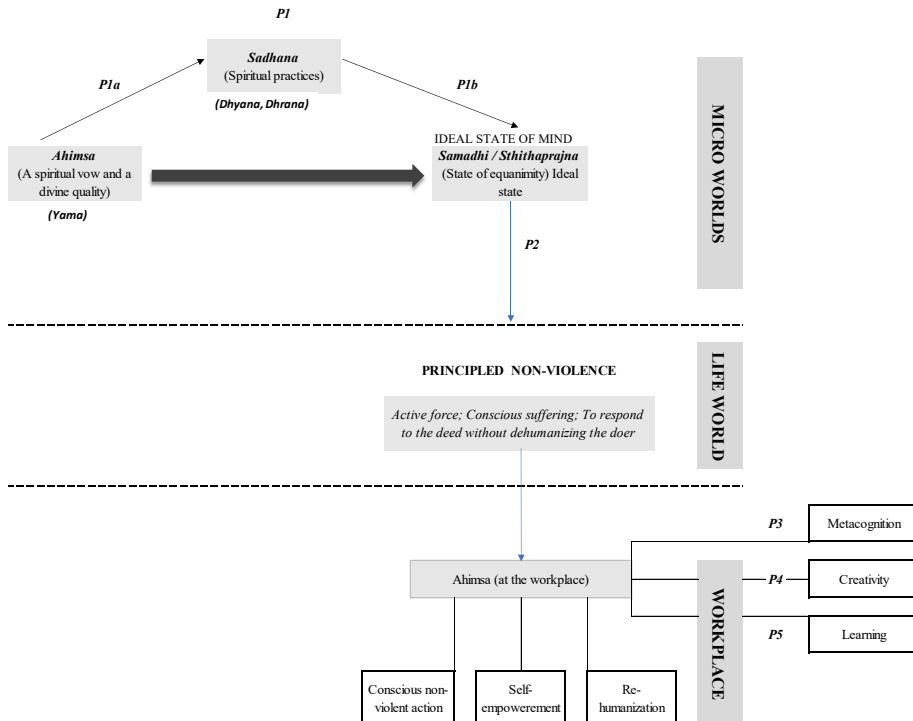 P1
Sadhana
(Spiritual practices)
(Dhyana, Dhrana)
P1a
P1b
IDEAL STATE OF MIND
Ahimsa
(A spiritual vow and a
divine quality)
(Yama)
Samadhi / Sthithaprajna
(State of equanimity) Ideal
state
P2
MICRO WORLDS
PRINCIPLED NON-VIOLENCE
Active force; Conscious suffering; To respond
to the deed without dehumanizing the doer
LIFE WORLD
P3
Metacognition
Ahimsa (at the workplace)
P4
Creativity
P5
Learning
WORKPLACE
Conscious non-
violent action
Self-
empowerement
Re-
humanization